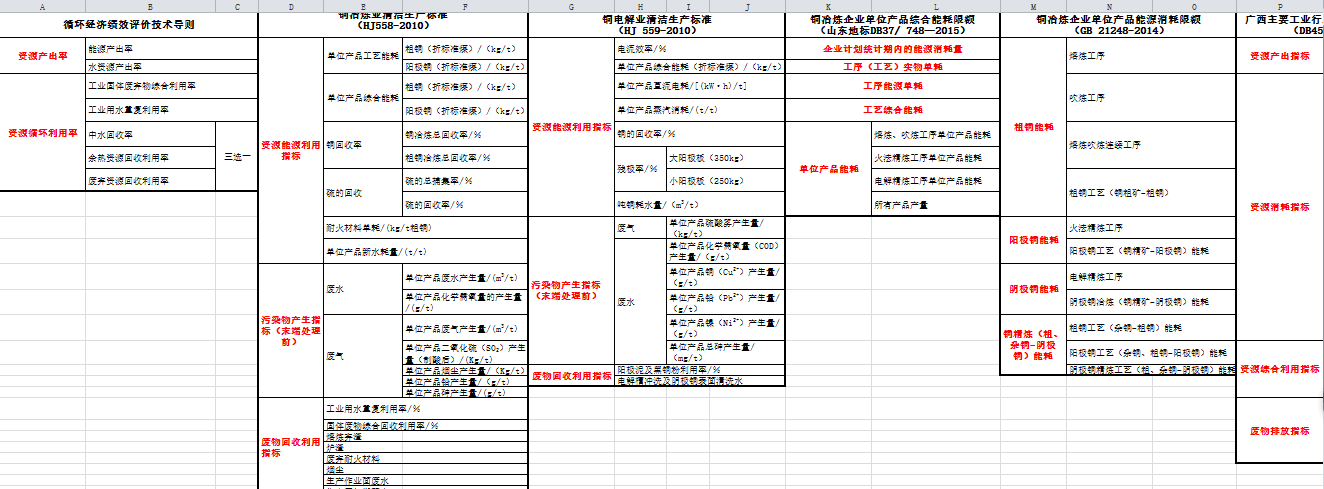 A B C D E F G H I J K L M N O P
循环经济绩效评价技术导则
铜冶炼业清洁生产标准
(HJ558-2010)
铜电解业清洁生产标准
(HJ 559-2010)
铜冶炼企业单位产品综合能耗限额
(山东地标DB37/ 748—2015)
铜冶炼企业单位产品能源消耗限额
(GB 21248-2014)
广西主要工业行
(DB45
资源产出率
能源产出率
水资源产出率
资源循环利用率
工业固体废弃物综合利用率
工业用水重复利用率
中水回收率
余热资源回收利用率
废弃资源回收利用率
三选一
资源能源利用
指标
单位产品工艺能耗
粗铜(折标准煤)/(kg/t)
阳极铜(折标准煤)/(kg/t)
单位产品综合能耗
粗铜(折标准煤)/(kg/t)
阳极铜(折标准煤)/(kg/t)
铜回收率
铜冶炼总回收率/%
粗铜冶炼总回收率/%
硫的回收
硫的总捕集率/%
硫的回收率/%
耐火材料单耗/(kg/t粗铜)
单位产品新水耗量/(t/t)
污染物产生指
标(末端处理
前)
废水
单位产品废水产生量/(m³/t)
单位产品化学需氧量的产生量
/(g/t)
废气
单位产品废气产生量/(m³/t)
单位产品二氧化硫(SO₂)产生
量(制酸后)/(Kg/t)
单位产品烟尘产生量/(Kg/t)
单位产品铅产生量/(g/t)
单位产品砷产生量/(g/t)
废物回收利用
指标
工业用水重复利用率/%
固体废物综合回收利用率/%
熔炼弃渣
炉渣
废弃耐火材料
烟尘
生产作业面废水
资源能源利用指标
电流效率/%
单位产品综合能耗(折标准煤)/(kg/t)
单位产品直流电耗/[(kW·h)/t]
单位产品蒸汽消耗/(t/t)
铜的回收率/%
残极率/%
大阳极板(350kg)
小阳极板(250kg)
纯铜耗水量/(m³/t)
污染物产生指标
(末端处理前)
废气
单位产品硫酸雾产生量/
(kg/t)
废水
单位产品化学需氧量(COD)
产生量/(g/t)
单位产品铜(Cu²⁺)产生量/
(g/t)
单位产品铅(Pb²⁺)产生量/
(g/t)
单位产品镍(Ni²⁺)产生量/
(g/t)
单位产品总砷产生量/
(mg/t)
废物回收利用指标
阳极泥及黑铜粉利用率/%
电解槽冲洗及阴极铜表面清洗水
企业计划统计期内的能源消耗量
工序(工艺)实物单耗
工序能源单耗
工艺综合能耗
单位产品能耗
熔炼、吹炼工序单位产品能耗
火法精炼工序单位产品能耗
电解精炼工序单位产品能耗
所有产品产量
粗铜能耗
熔炼工序
吹炼工序
熔炼吹炼连续工序
粗铜工艺(铜粗矿-粗铜)
阳极铜能耗
火法精炼工序
阳极铜工艺(铜精矿-阳极铜)能耗
阴极铜能耗
电解精炼工序
阴极铜冶炼(铜精矿-阴极铜)能耗
铜精炼(粗、
杂铜-阴极
铜)能耗
粗铜工艺(杂铜-粗铜)能耗
阳极铜工艺(杂铜、粗铜-阳极铜)能耗
阴极铜精炼工艺(粗、杂铜-阴极铜)能耗
资源产出指标
资源消耗指标
资源综合利用指标
废物排放指标